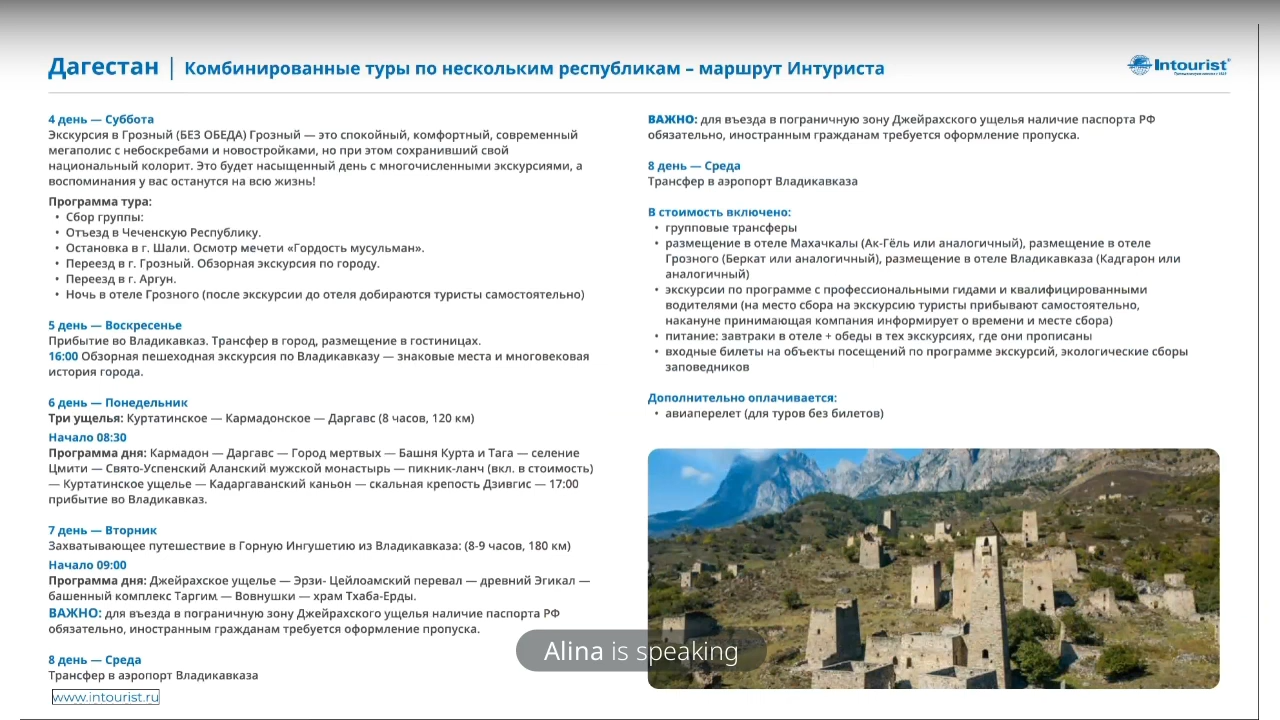 Дагестан | Комбинированные туры по нескольким республикам – маршрут Интуриста
Intourist
4 день — Суббота
Экскурсия в Грозный (БЕЗ ОБЕДА) Грозный — это спокойный, комфортный, современный
мегаполис с небоскребами и новостройками, но при этом сохранивший свой
национальный колорит. Это будет насыщенный день с многочисленными экскурсиями, а
воспоминания у вас останутся на всю жизнь!
Программа тура:
• Сбор группы:
• Отъезд в Чеченскую Республику.
• Остановка в г. Шали. Осмотр мечети «Гордость мусульман».
• Переезд в г. Грозный. Обзорная экскурсия по городу.
• Переезд в г. Аргун.
• Ночь в отеле Грозного (после экскурсии до отеля добираются туристы самостоятельно)
5 день — Воскресенье
Прибытие во Владикавказ. Трансфер в город, размещение в гостиницах.
16:00 Обзорная пешеходная экскурсия по Владикавказу — знаковые места и многовековая
история города.
6 день — Понедельник
Три ущелья: Куртатинское — Кармадонское — Даргавс (8 часов, 120 км)
Начало 08:30
Программа дня: Кармадон — Даргавс — Город мертвых — Башня Курта и Тага — селение
Цмити — Свято-Успенский Аланский мужской монастырь — пикник-ланч (вкл. в стоимость)
— Куртатинское ущелье — Кадаргаванский каньон — скальная крепость Дзивгис — 17:00
прибытие во Владикавказ.
7 день — Вторник
Захватывающее путешествие в Горную Ингушетию из Владикавказа: (8-9 часов, 180 км)
Начало 09:00
Программа дня: Джейрахское ущелье — Эрзи- Цейлоамский перевал — древний Эгикал —
башенный комплекс Таргим — Вовнушки — храм Тхаба-Ерды.
ВАЖНО: для въезда в пограничную зону Джейрахского ущелья наличие паспорта РФ
обязательно, иностранным гражданам требуется оформление пропуска.
8 день — Среда
Трансфер в аэропорт Владикавказа
www.intourist.ru
ВАЖНО: для въезда в пограничную зону Джейрахского ущелья наличие паспорта РФ
обязательно, иностранным гражданам требуется оформление пропуска.
8 день — Среда
Трансфер в аэропорт Владикавказа
В стоимость включено:
• групповые трансферы
• размещение в отеле Махачкалы (Ак-Гёль или аналогичный), размещение в отеле
Грозного (Беркат или аналогичный), размещение в отеле Владикавказа (Кадгарон или
аналогичный)
• экскурсии по программе с профессиональными гидами и квалифицированными
водителями (на место сбора на экскурсию туристы прибывают самостоятельно,
накануне принимающая компания информирует о времени и месте сбора)
• питание: завтраки в отеле + обеды в тех экскурсиях, где они прописаны
• входные билеты на объекты посещений по программе экскурсий, экологические сборы
заповедников
Дополнительно оплачивается:
• авиаперелет (для туров без билетов)
Alina is speaking